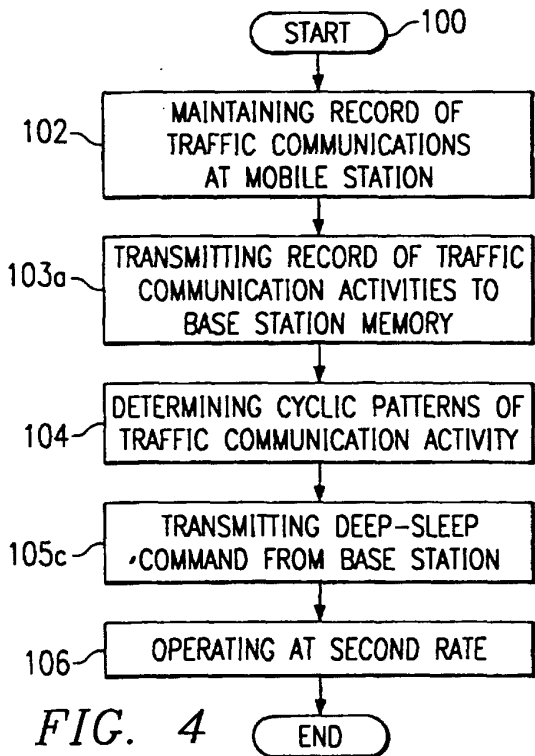 START
100
102
MAINTAINING RECORD OF
TRAFFIC COMMUNICATIONS
AT MOBILE STATION
103a
TRANSMITTING RECORD OF TRAFFIC
COMMUNICATION ACTIVITIES TO
BASE STATION MEMORY
104
DETERMINING CYCLIC PATTERNS OF
TRAFFIC COMMUNICATION ACTIVITY
105c
TRANSMITTING DEEP-SLEEP
COMMAND FROM BASE STATION
106
OPERATING AT SECOND RATE
FIG. 4
END